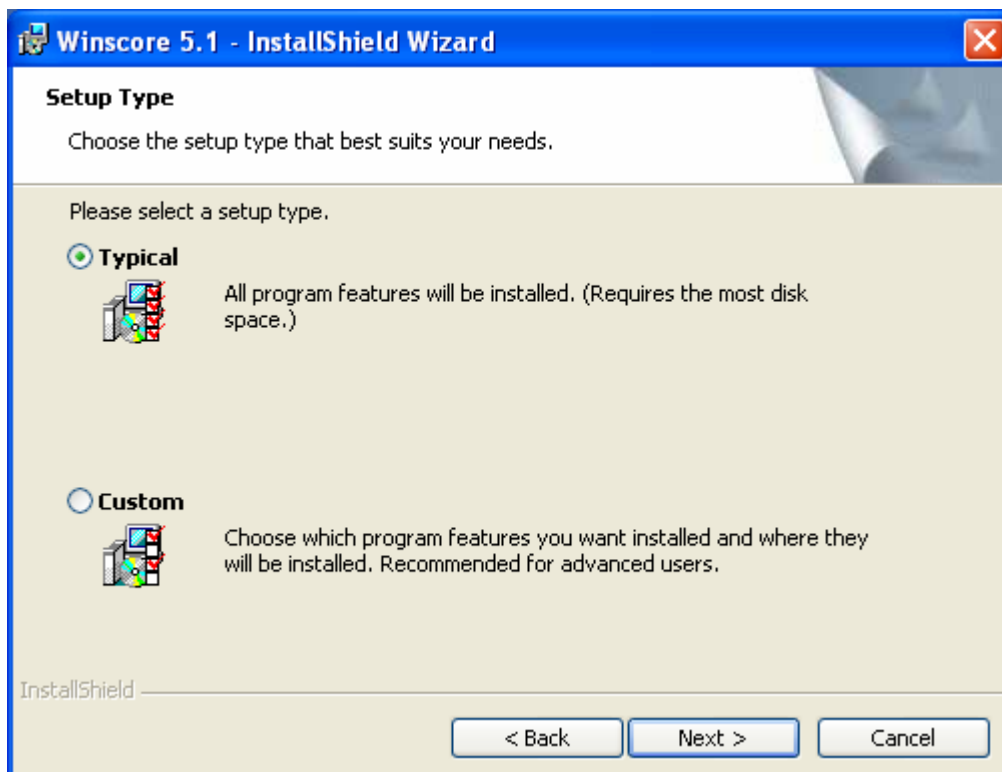 Winscore 5.1 - InstallShield Wizard
Setup Type
Choose the setup type that best suits your needs.
Please select a setup type.
Typical
All program features will be installed. (Requires the most disk
space.)
Custom
Choose which program features you want installed and where they
will be installed. Recommended for advanced users.
InstallShield
< Back
Next >
Cancel